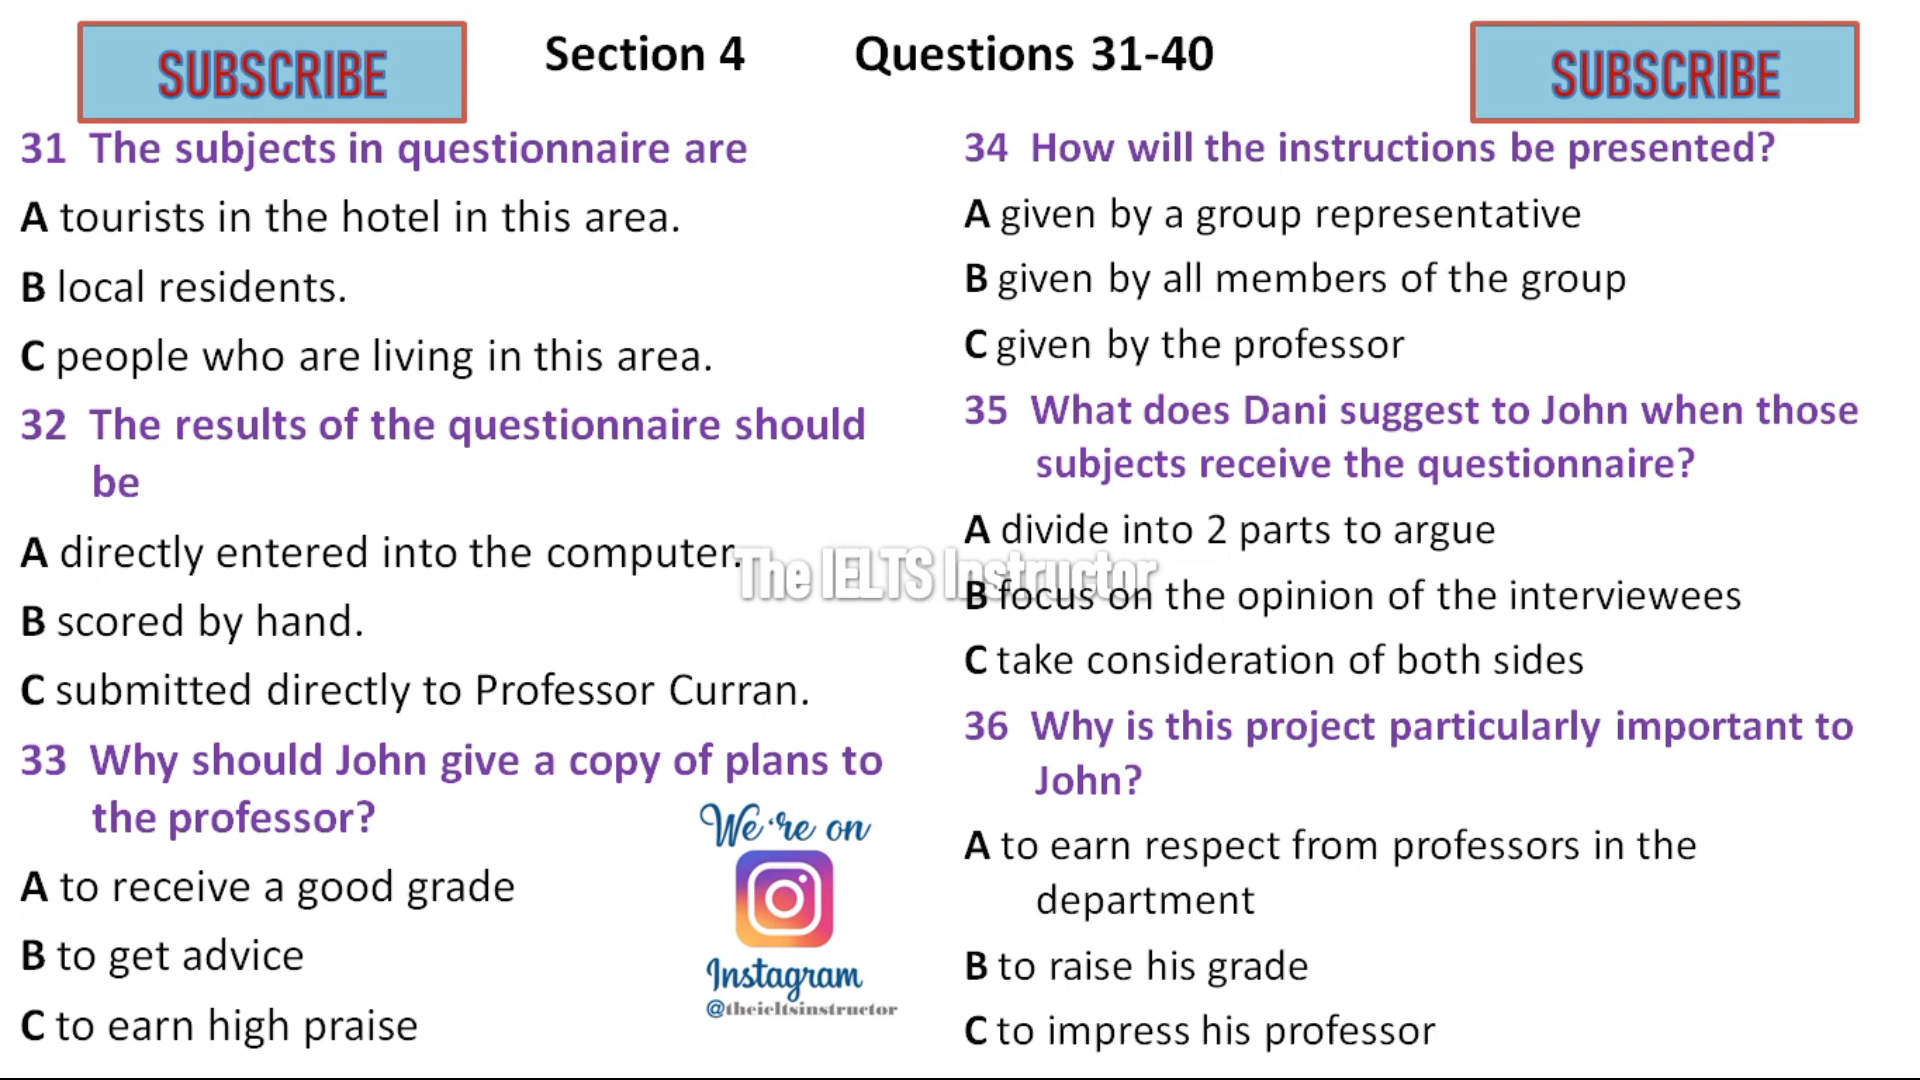 SUBSCRIBE
Section 4 Questions 31-40
SUBSCRIBE
31 The subjects in questionnaire are
A tourists in the hotel in this area.
B local residents.
C people who are living in this area.
32 The results of the questionnaire should
be
A directly entered into the computer.
B scored by hand.
C submitted directly to Professor Curran.
33 Why should John give a copy of plans to
the professor?
A to receive a good grade
B to get advice
C to earn high praise
We're on
Instagram
@theieltsinstructor
The IELTS Instructor
34 How will the instructions be presented?
A given by a group representative
B given by all members of the group
C given by the professor
35 What does Dani suggest to John when those
subjects receive the questionnaire?
A divide into 2 parts to argue
B focus on the opinion of the interviewees
C take consideration of both sides
36 Why is this project particularly important to
John?
A to earn respect from professors in the
department
B to raise his grade
C to impress his professor